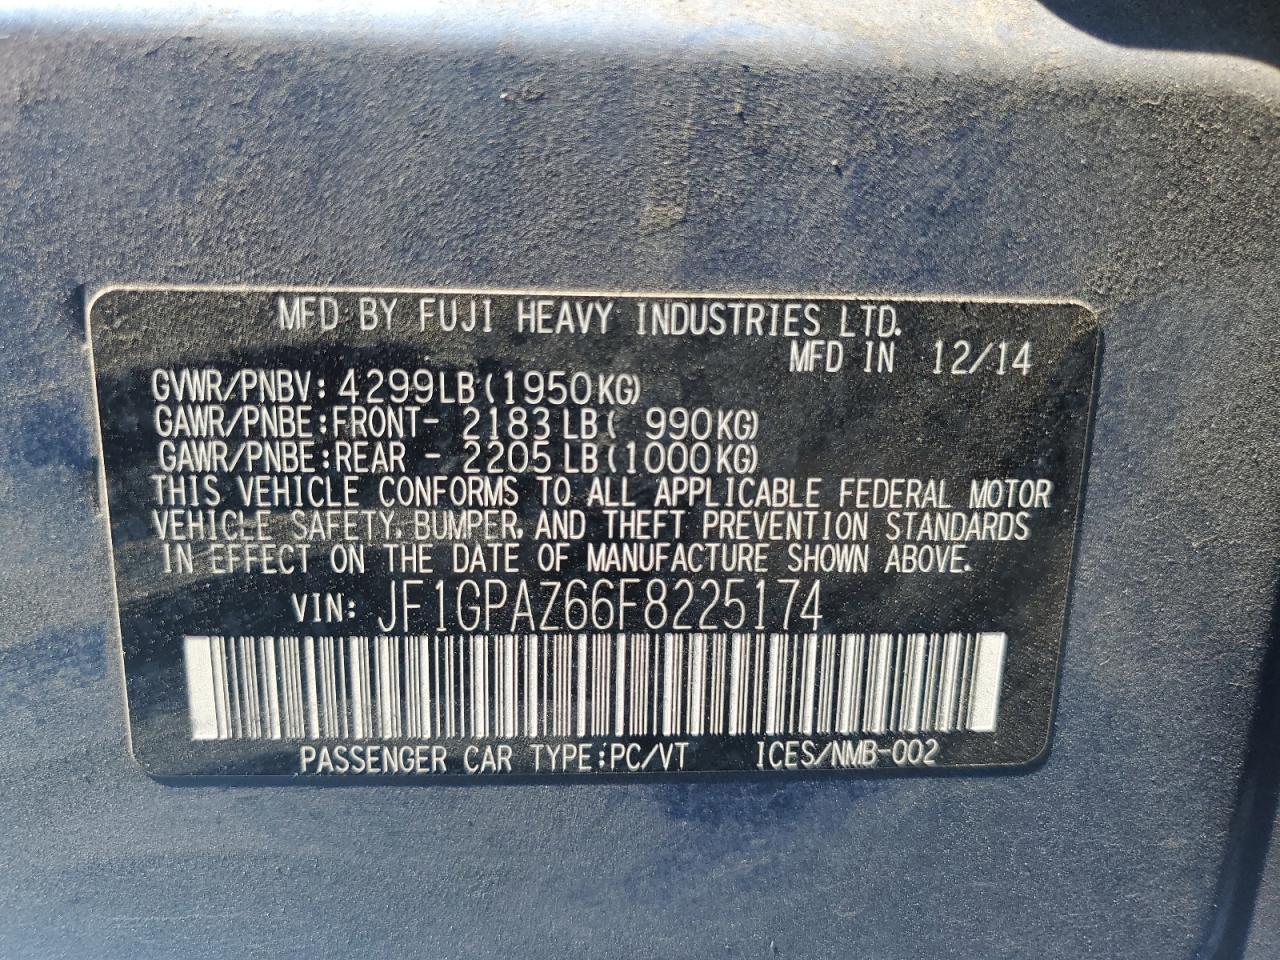 MFD BY FUJI HEAVY INDUSTRIES LTD.
MFD IN 12/14
GVWR/PNBV: 4299LB(1950KG)
GAWR/PNBE:FRONT- 2183LB( 990KG)
GAWR/PNBE:REAR - 2205LB(1000KG)
THIS VEHICLE CONFORMS TO ALL APPLICABLE FEDERAL MOTOR
VEHICLE SAFETY, BUMPER, AND THEFT PREVENTION STANDARDS
IN EFFECT ON THE DATE OF MANUFACTURE SHOWN ABOVE.
VIN: JF1GPAZ66F8225174
PASSENGER CAR TYPE:PC/VT ICES/NMB-002